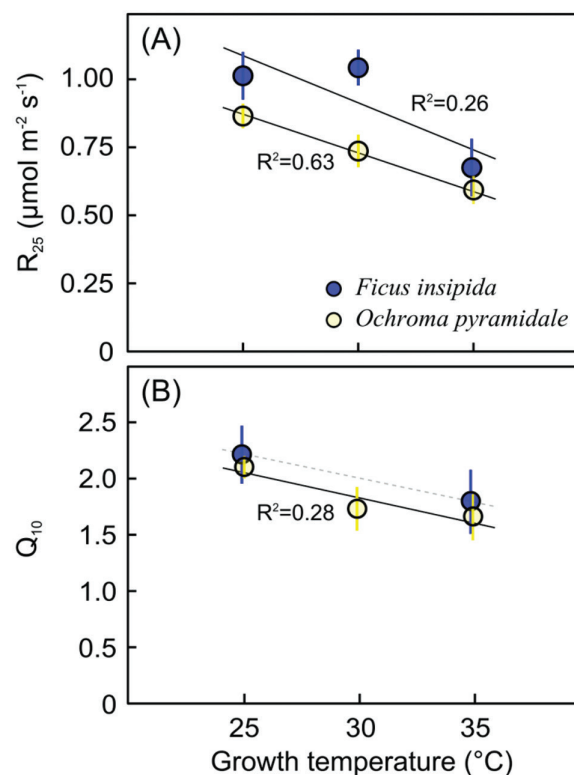 (A)
1.00
0.75
0.50
0.25
0
R₂₅ (μmol m⁻² s⁻¹)
R²=0.26
R²=0.63
Ficus insipida
Ochroma pyramidale
(B)
2.5
2.0
1.5
1.0
0.5
0
Q₁₀
R²=0.28
25 30 35
Growth temperature (°C)